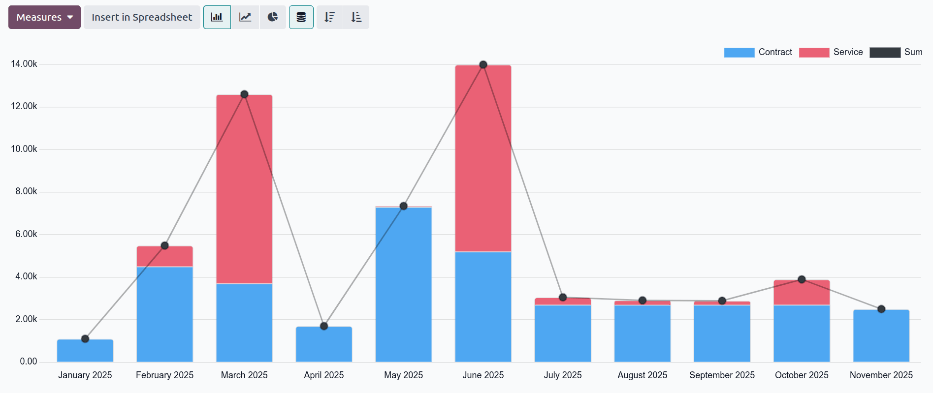 Measures Insert in Spreadsheet
Contract Service Sum
14.00k
12.00k
10.00k
8.00k
6.00k
4.00k
2.00k
0.00
January 2025 February 2025 March 2025 April 2025 May 2025 June 2025 July 2025 August 2025 September 2025 October 2025 November 2025